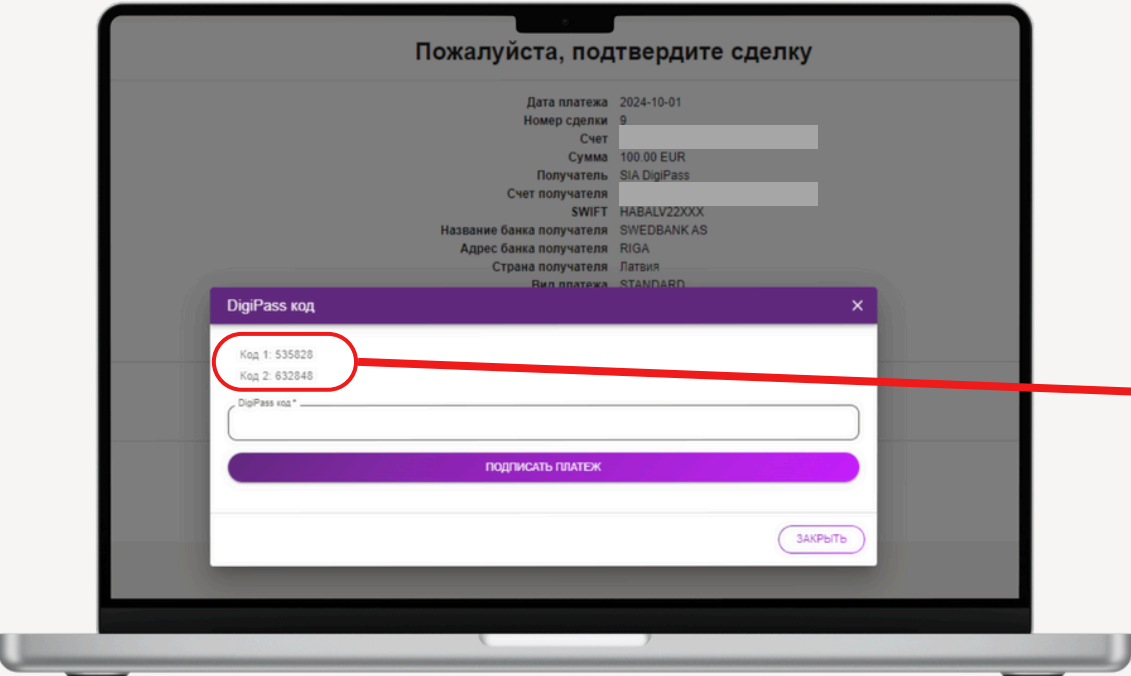 Пожалуйста, подтвердите сделку
Дата платежа 2024-10-01
Номер сделки 9
Счет
Сумма 100.00 EUR
Получатель SIA DigiPass
Счет получателя
SWIFT HABALV22XXX
Название банка получателя SWEDBANK AS
Адрес банка получателя RIGA
Страна получателя Латвия
Вид платежа STANDARD
DigiPass код
Код 1: 535828
Код 2: 632848
DigiPass код *
ПОДПИСАТЬ ПЛАТЕЖ
ЗАКРЫТЬ